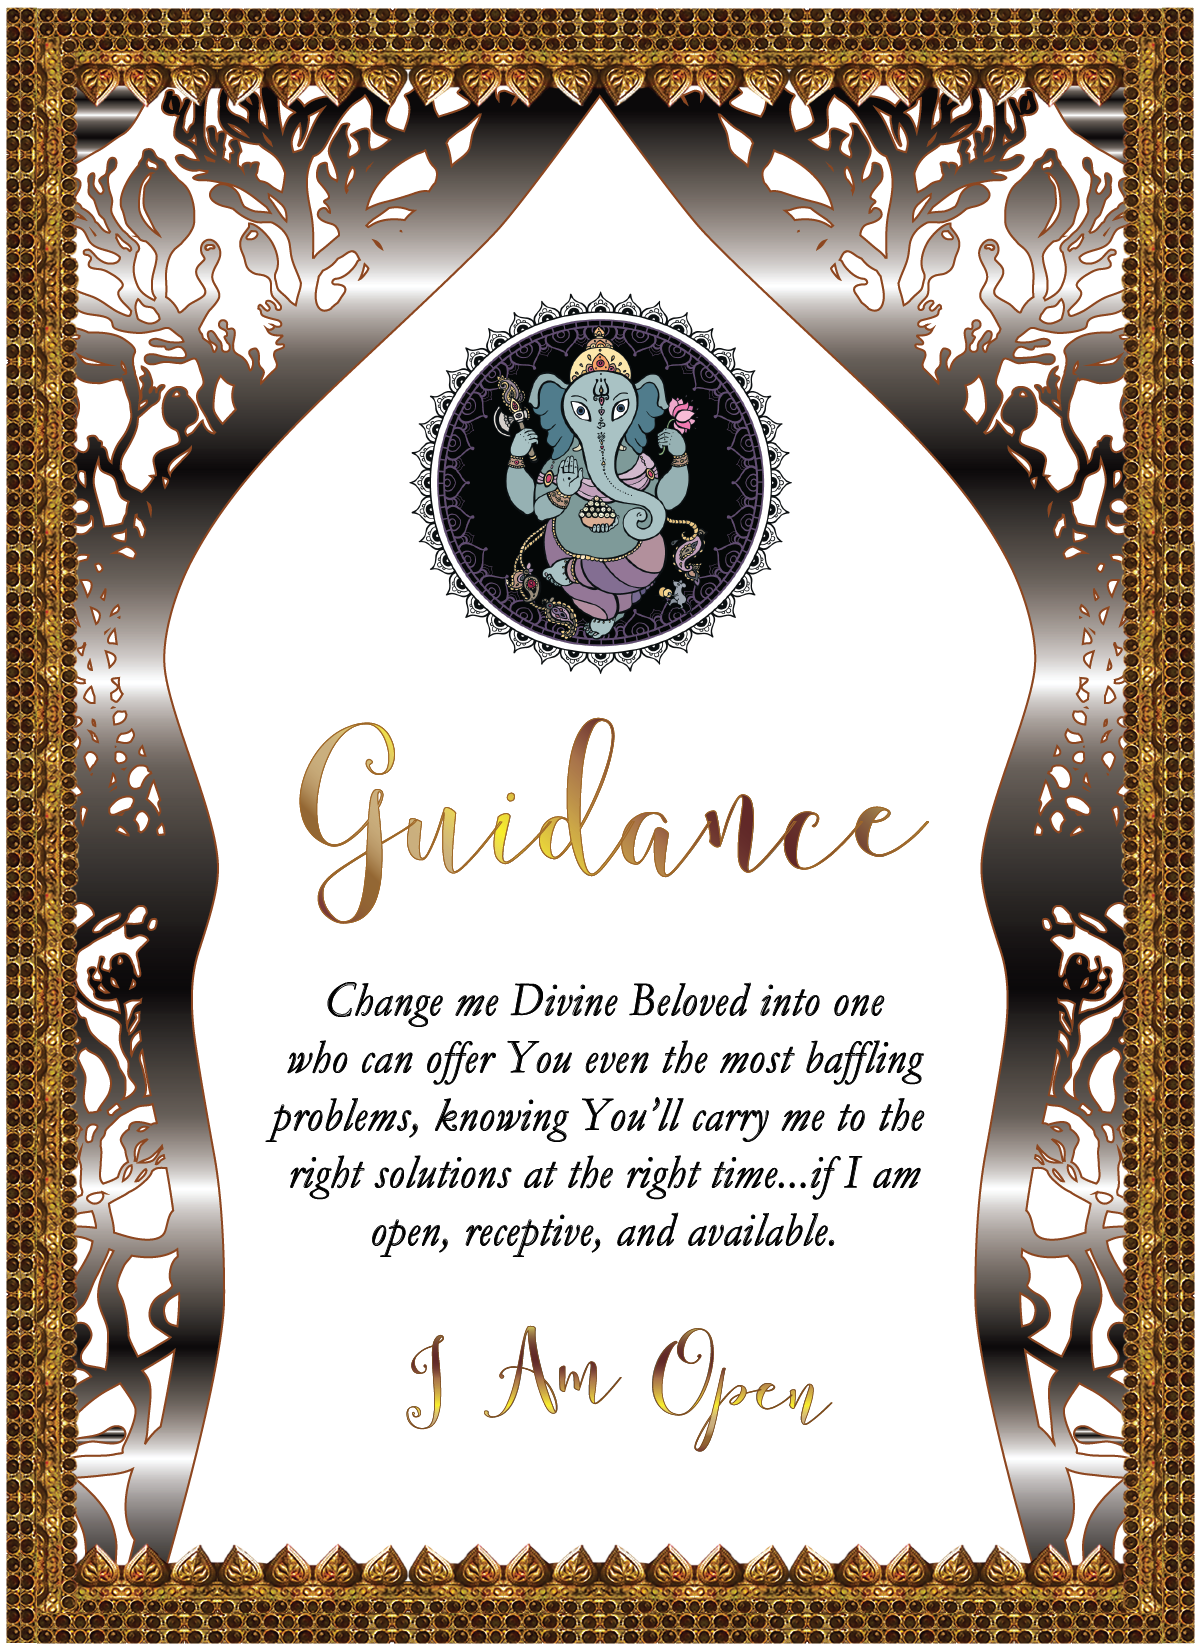 Guidance
Change me Divine Beloved into one
who can offer You even the most baffling
problems, knowing You’ll carry me to the
right solutions at the right time...if I am
open, receptive, and available.
I Am Open